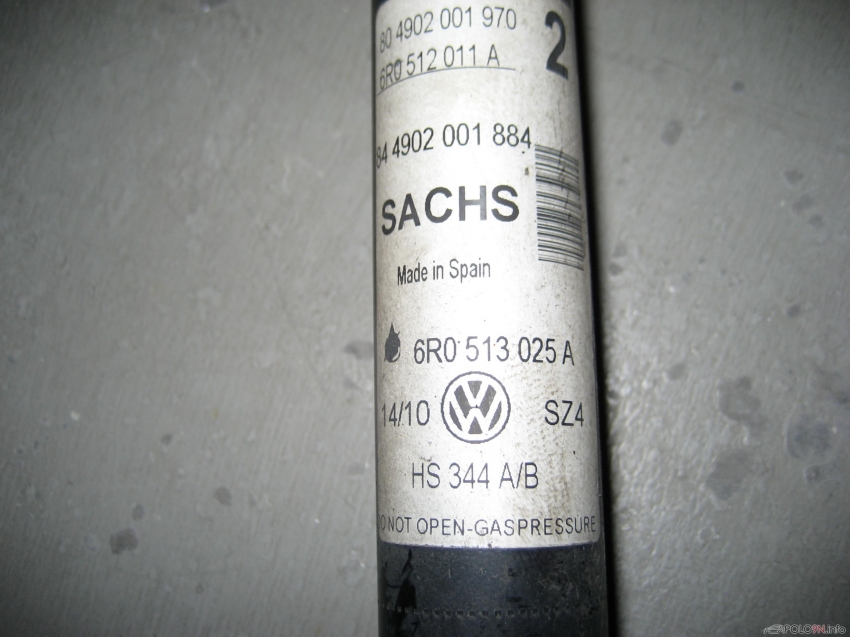 80 4902 001 970
2
6R0 512 011 A
84 4902 001 884
SACHS
Made in Spain
6R0 513 025 A
14/10
SZ4
HS 344 A/B
DO NOT OPEN-GASPRESSURE
APOLO9N.info